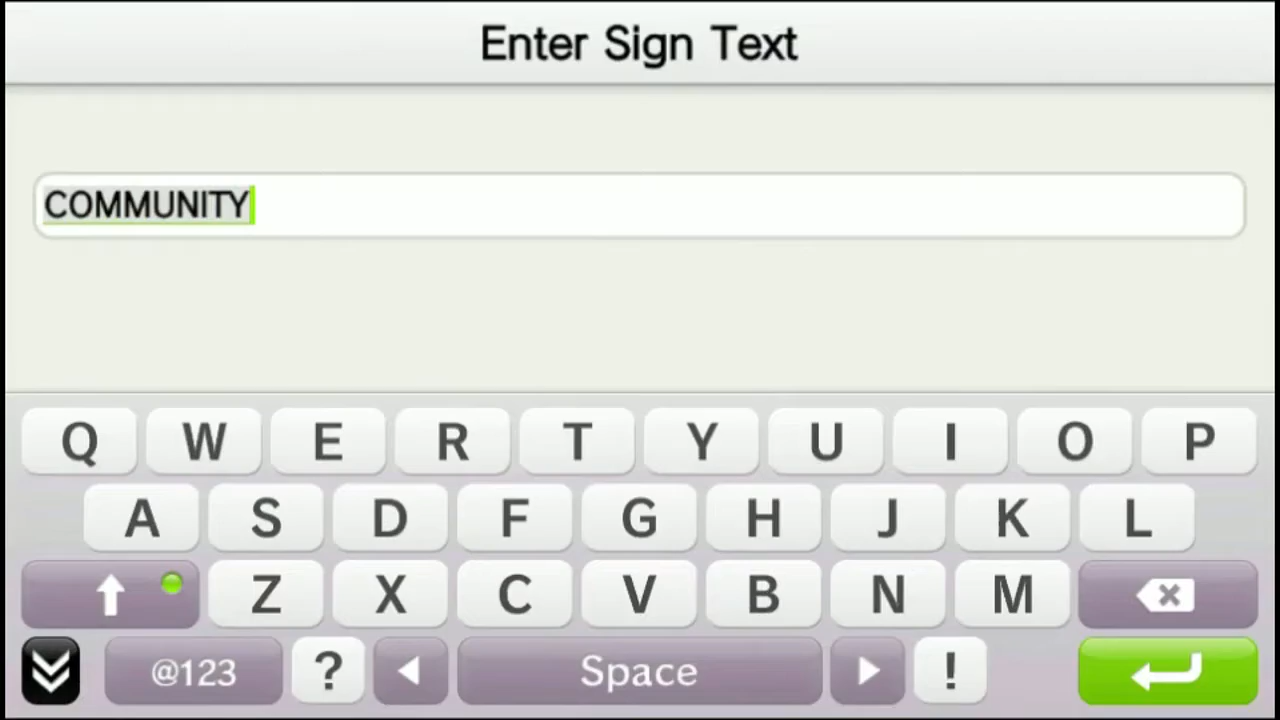 Enter Sign Text
COMMUNITY
Q W E R T Y U I O P
A S D F G H J K L
Z X C V B N M
@123 ? Space !